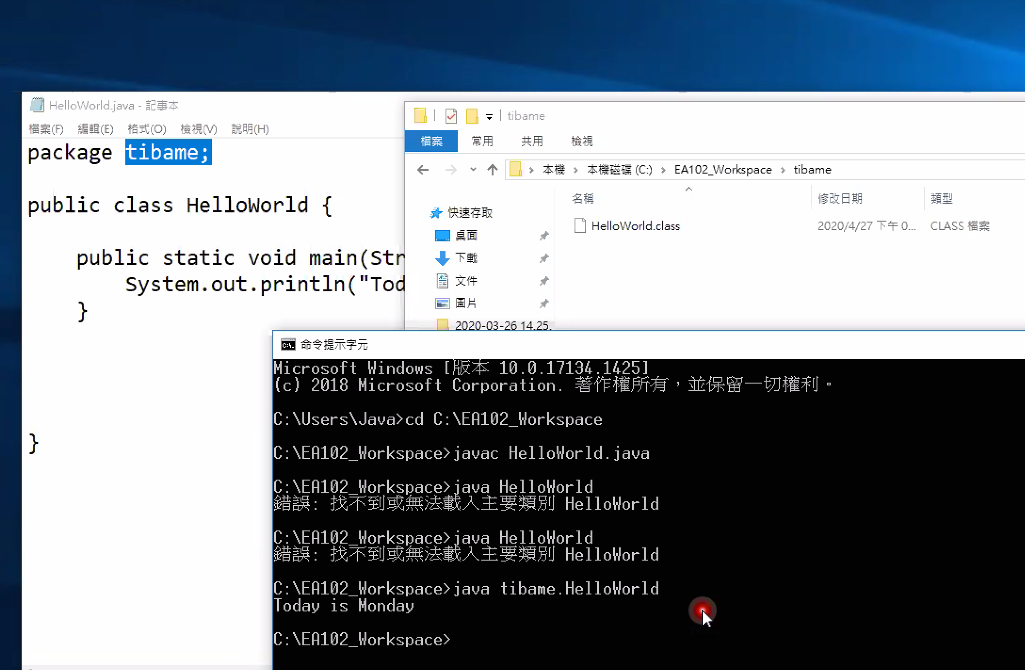 HelloWorld.java - 記事本
檔案(F) 編輯(E) 格式(O) 檢視(V) 說明(H)
package tibame;
public class HelloWorld {
public static void main(Str
System.out.println("Tod
}
}
tibame
檔案 常用 共用 檢視
本機 › 本機磁碟 (C:) › EA102_Workspace › tibame
名稱 修改日期 類型
快速存取
桌面
下載
文件
圖片
2020-03-26 14.25.
HelloWorld.class 2020/4/27 下午 0... CLASS 檔案
命令提示字元
Microsoft Windows [版本 10.0.17134.1425]
(c) 2018 Microsoft Corporation. 著作權所有，並保留一切權利。
C:\Users\Java>cd C:\EA102_Workspace
C:\EA102_Workspace>javac HelloWorld.java
C:\EA102_Workspace>java HelloWorld
錯誤: 找不到或無法載入主要類別 HelloWorld
C:\EA102_Workspace>java HelloWorld
錯誤: 找不到或無法載入主要類別 HelloWorld
C:\EA102_Workspace>java tibame.HelloWorld
Today is Monday
C:\EA102_Workspace>